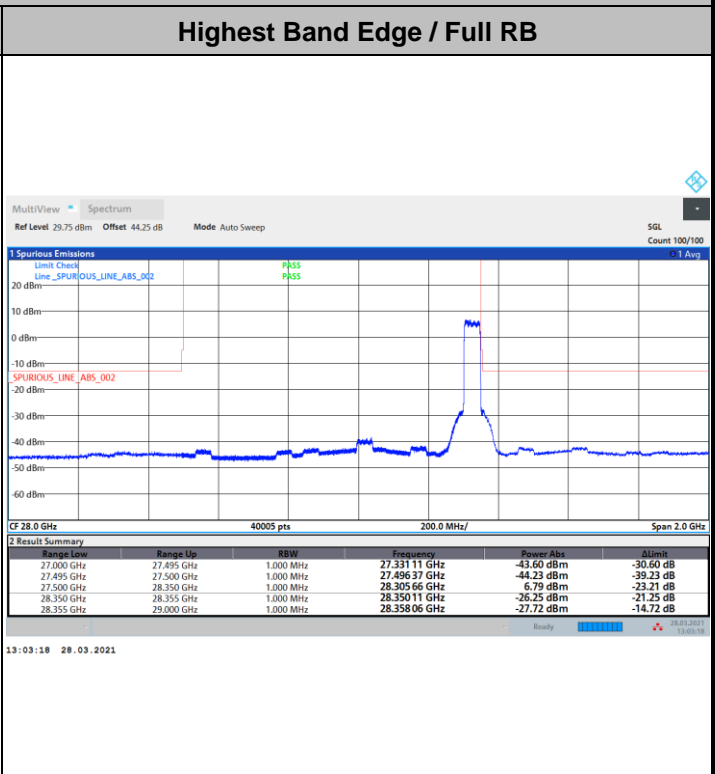 Highest Band Edge / Full RB
MultiView Spectrum
Ref Level 29.75 dBm Offset 44.25 dB Mode Auto Sweep SGL
Count 100/100
1 Spurious Emissions 1 Avg
Limit Check PASS
Line _SPURIOUS_LINE_ABS_002 PASS
20 dBm
10 dBm
0 dBm
-10 dBm
_SPURIOUS_LINE_ABS_002
-20 dBm
-30 dBm
-40 dBm
-50 dBm
-60 dBm
CF 28.0 GHz 40005 pts 200.0 MHz/ Span 2.0 GHz
2 Result Summary
Range Low Range Up RBW Frequency Power Abs ΔLimit
27.000 GHz 27.495 GHz 1.000 MHz 27.331 11 GHz -43.60 dBm -30.60 dB
27.495 GHz 27.500 GHz 1.000 MHz 27.496 37 GHz -44.23 dBm -39.23 dB
27.500 GHz 28.350 GHz 1.000 MHz 28.305 66 GHz 6.79 dBm -23.21 dB
28.350 GHz 28.355 GHz 1.000 MHz 28.350 11 GHz -26.25 dBm -21.25 dB
28.355 GHz 29.000 GHz 1.000 MHz 28.358 06 GHz -27.72 dBm -14.72 dB
Ready 28.03.2021
13:03:18
13:03:18 28.03.2021